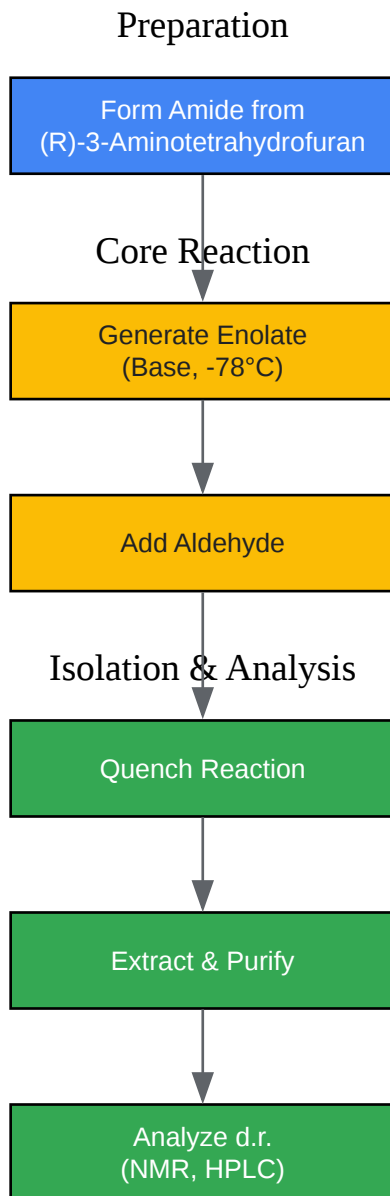 Preparation
Form Amide from
(R)-3-Aminotetrahydrofuran
Core Reaction
Generate Enolate
(Base, -78°C)
Add Aldehyde
Isolation & Analysis
Quench Reaction
Extract & Purify
Analyze d.r.
(NMR, HPLC)